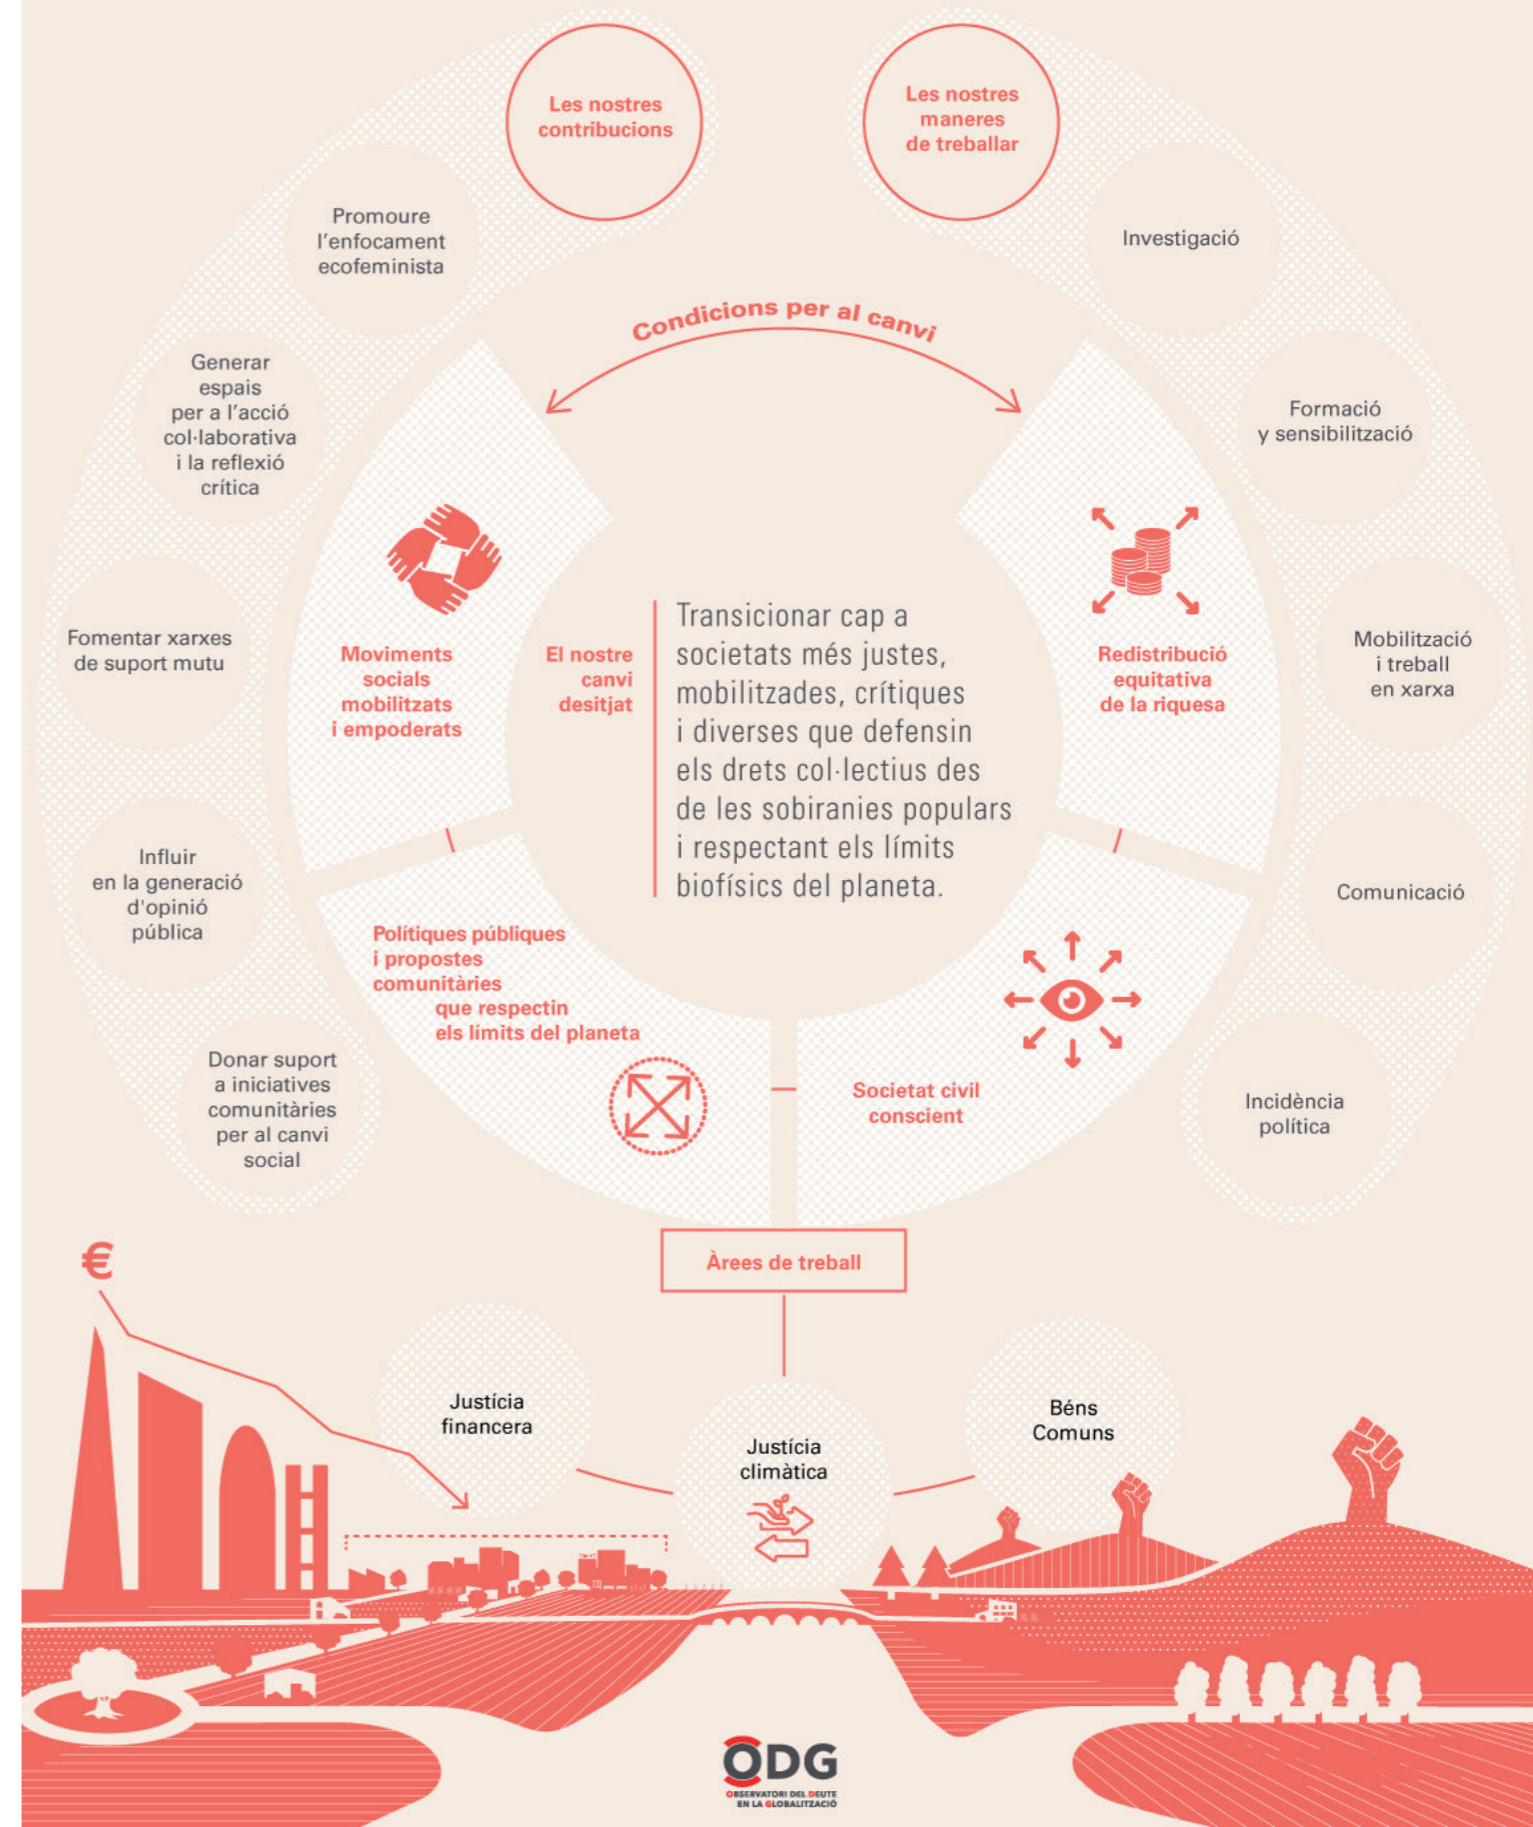 Les nostres
contribucions
Promoure
l'enfocament
ecofeminista
Generar
espais
per a l'acció
col·laborativa
i la reflexió
crítica
Fomentar xarxes
de suport mutu
Influir
en la generació
d'opinió
pública
Donar suport
a iniciatives
comunitàries
per al canvi
social
Les nostres
maneres
de treballar
Investigació
Formació
y sensibilització
Mobilització
i treball
en xarxa
Comunicació
Incidència
política
Condicions per al canvi
Moviments
socials
mobilitzats
i empoderats
Polítiques públiques
i propostes
comunitàries
que respectin
els límits del planeta
Societat civil
conscient
Redistribució
equitativa
de la riquesa
El nostre
canvi
desitjat
Transicionar cap a
societats més justes,
mobilitzades, crítiques
i diverses que defensin
els drets col·lectius des
de les sobiranies populars
i respectant els límits
biofísics del planeta.
Àrees de treball
€
Justícia
financera
Justícia
climàtica
Béns
Comuns
ODG
OBSERVATORI DEL DEUTE
EN LA GLOBALITZACIÓ